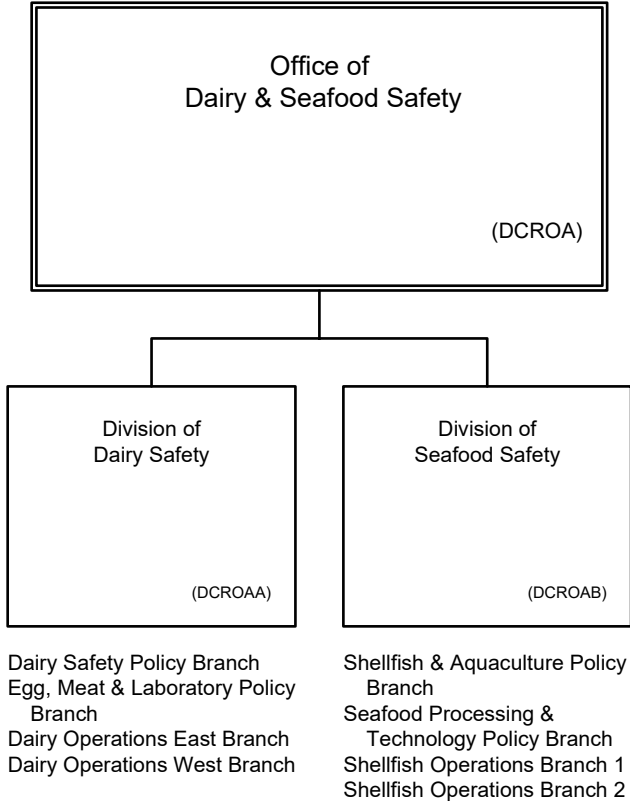 Office of
Dairy & Seafood Safety
(DCROA)
Division of
Dairy Safety
(DCROAA)
Dairy Safety Policy Branch
Egg, Meat & Laboratory Policy
Branch
Dairy Operations East Branch
Dairy Operations West Branch
Division of
Seafood Safety
(DCROAB)
Shellfish & Aquaculture Policy
Branch
Seafood Processing &
Technology Policy Branch
Shellfish Operations Branch 1
Shellfish Operations Branch 2